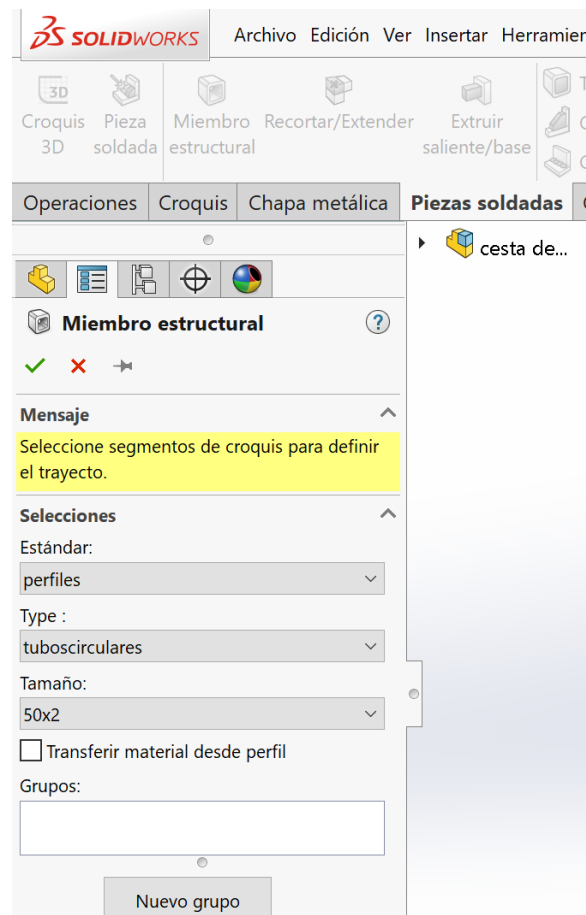 SOLIDWORKS Archivo Edición Ver Insertar
3D
Croquis Pieza Miembro Recortar/Extender Extruir
3D soldada estructural saliente/base
Operaciones Croquis Chapa metálica Piezas soldadas
cesta de...
Miembro estructural ?
Mensaje
Seleccione segmentos de croquis para definir
el trayecto.
Selecciones
Estándar:
perfiles
Type :
tuboscirculares
Tamaño:
50x2
Transferir material desde perfil
Grupos:
Nuevo grupo